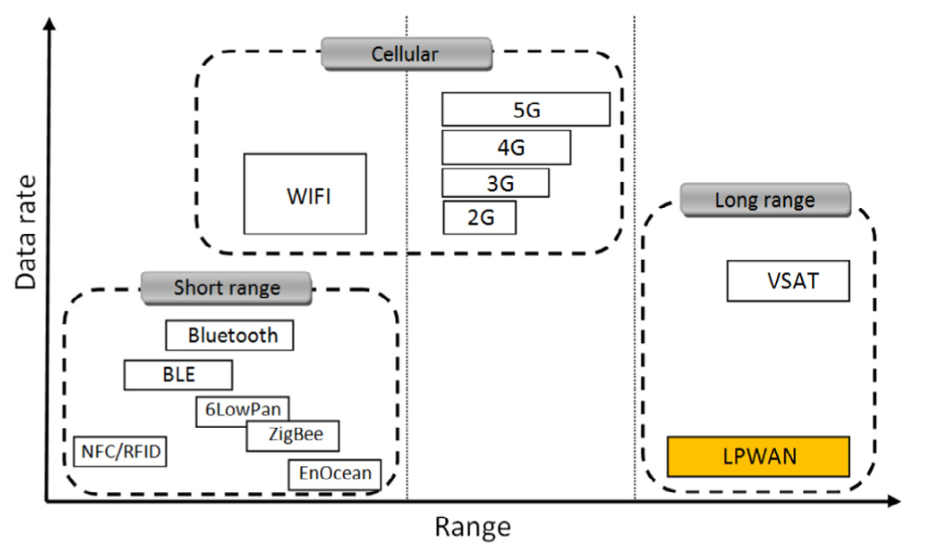 Cellular
5G
4G
WIFI
3G
2G
Data rate
Long range
VSAT
Short range
Bluetooth
BLE
6LowPan
ZigBee
NFC/RFID
EnOcean
LPWAN
Range